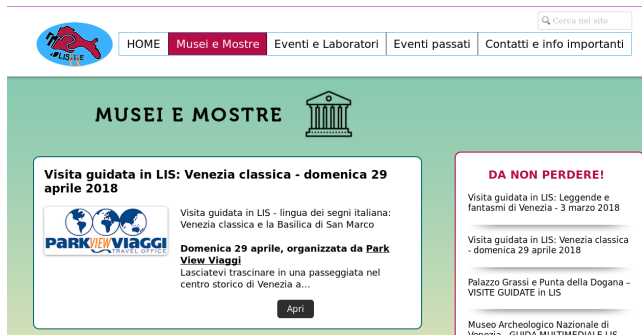 Cerca nel sito
LIS
HOME
Musei e Mostre
Eventi e Laboratori
Eventi passati
Contatti e info importanti
MUSEI E MOSTRE
Visita guidata in LIS: Venezia classica - domenica 29
aprile 2018
PARKVIEWVIAGGI
TRAVEL OFFICE
Visita guidata in LIS - lingua dei segni italiana:
Venezia classica e la Basilica di San Marco
Domenica 29 aprile, organizzata da Park
View Viaggi
Lasciatevi trascinare in una passeggiata nel
centro storico di Venezia a...
Apri
DA NON PERDERE!
Visita guidata in LIS: Leggende e
fantasmi di Venezia - 3 marzo 2018
Visita guidata in LIS: Venezia classica
- domenica 29 aprile 2018
Palazzo Grassi e Punta della Dogana –
VISITE GUIDATE in LIS
Museo Archeologico Nazionale di
Venezia - GUIDA MULTIMEDIALE LIS